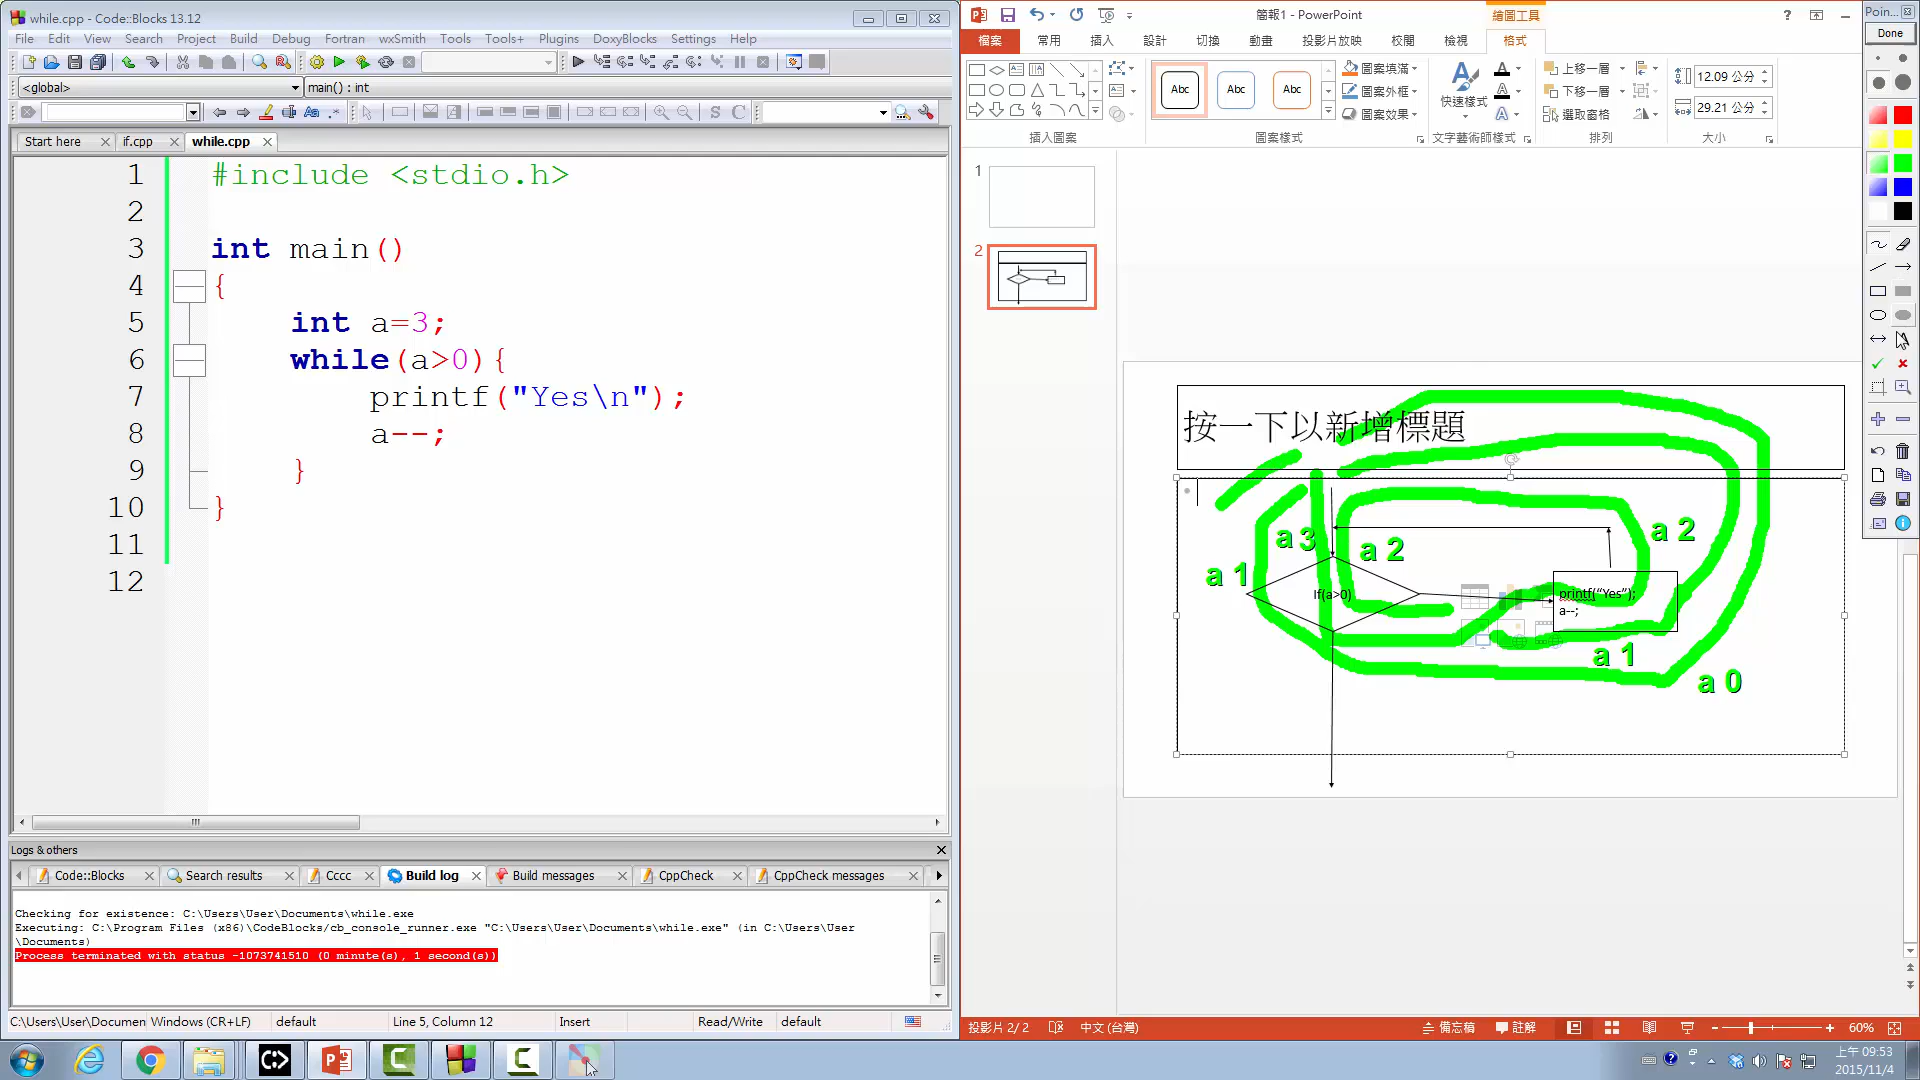 while.cpp - Code::Blocks 13.12
File Edit View Search Project Build Debug Fortran wxSmith Tools Tools+ Plugins DoxyBlocks Settings Help
<global> main() : int
Start here if.cpp while.cpp
1 #include <stdio.h>
2
3 int main()
4 {
5 int a=3;
6 while(a>0){
7 printf("Yes\n");
8 a--;
9 }
10 }
11
12
Logs & others
Code::Blocks Search results Cccc Build log Build messages CppCheck CppCheck messages
Checking for existence: C:\Users\User\Documents\while.exe
Executing: C:\Program Files (x86)\CodeBlocks/cb_console_runner.exe "C:\Users\User\Documents\while.exe" (in C:\Users\User
\Documents)
Process terminated with status -1073741510 (0 minute(s), 1 second(s))
C:\Users\User\Documen Windows (CR+LF) default Line 5, Column 12 Insert Read/Write default
簡報1 - PowerPoint
繪圖工具
檔案 常用 插入 設計 切換 動畫 投影片放映 校閱 檢視 格式
Abc Abc Abc
圖案填滿
圖案外框
圖案效果
快速樣式
上移一層
下移一層
選取窗格
12.09 公分
29.21 公分
插入圖案 圖案樣式 文字藝術師樣式 排列 大小
1
2
按一下以新增標題
a 3
a 2
a 2
a 1
If(a>0)
printf("Yes");
a--;
a 1
a 0
投影片 2/ 2 中文 (台灣) 備忘稿 註解 60%
Poin...
Done
上午 09:53
2015/11/4